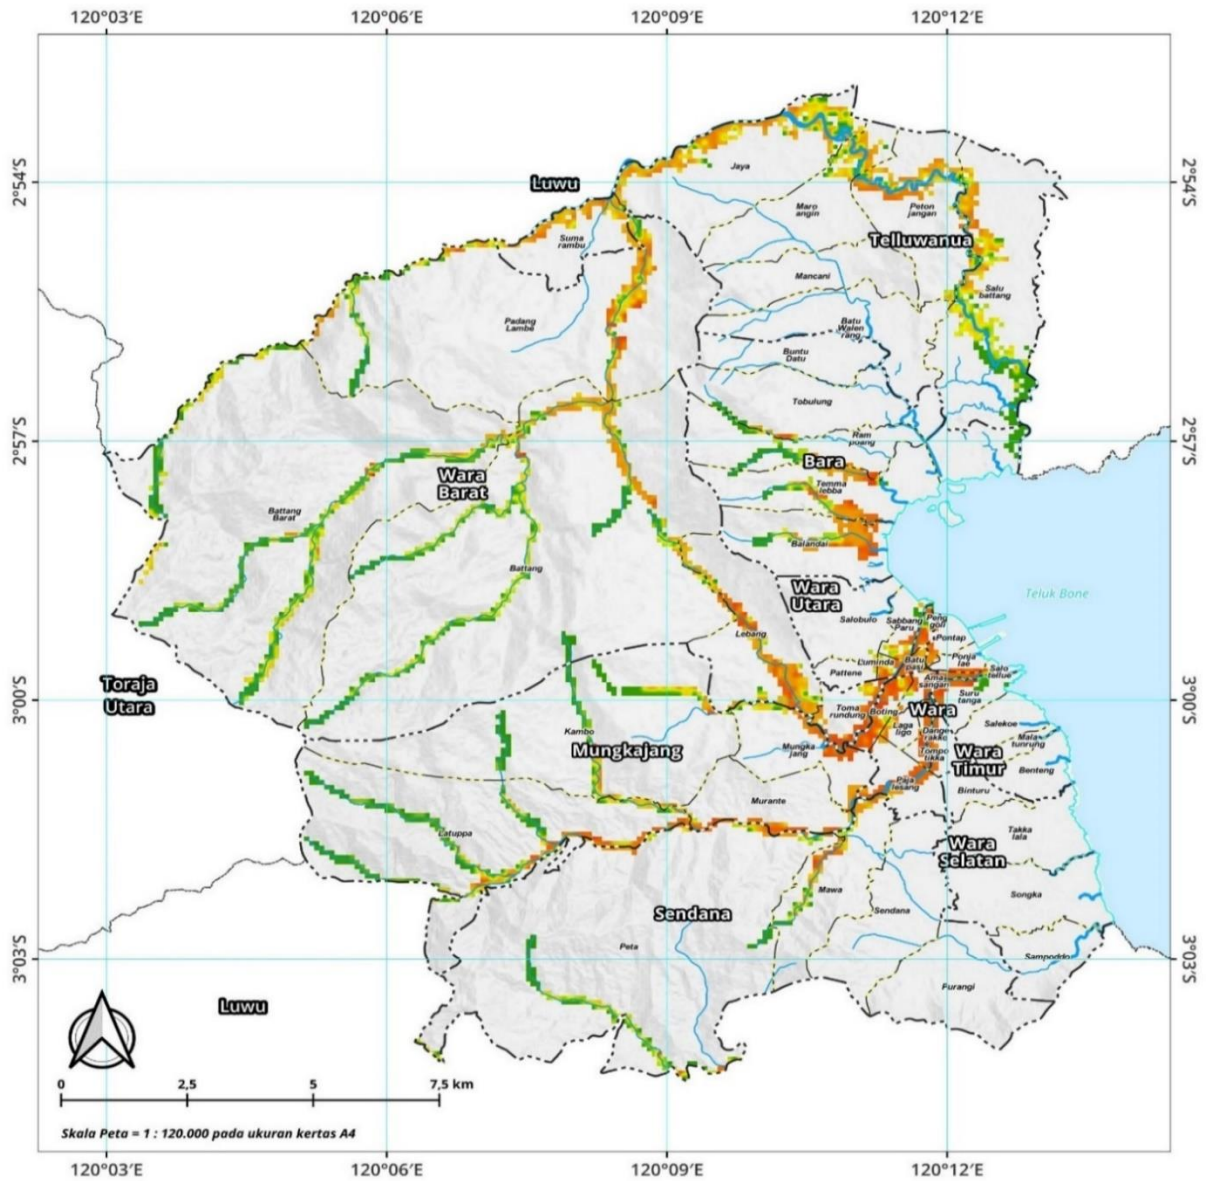 120°03′E 120°06′E 120°09′E 120°12′E
Jaya
2°54′S
2°54′S
Luwu
Maro
angin
Peton
jangan
Suma
rambu
Telluwanua
Mancani
Salu
battang
Padang
Lambe
Batu
Walen
rang
Buntu
Datu
Tobulung
2°57′S
2°57′S
Ram
poang
Bara
Wara
Barat
Temma
lebba
Battang
Barat
Balandai
Battang
Wara
Utara
Teluk Bone
Salobulo
Sabbang
Paru
Peng
goli
Lebang
Pontap
Luminda
Batu
pasi
Ponja
lae
Pattene
Salo
tellue
Ama
sangan
Suru
tanga
Toraja
Utara
3°00′S
3°00′S
Toma
rundung
Boting
Wara
Laga
ligo
Salekoe
Kambo
Dange
rakko
Mala
tunrung
Mungkajang
Mungka
jang
Tompo
tikka
Wara
Timur
Benteng
Paja
lesang
Binturu
Murante
Latuppa
Takka
lala
Wara
Selatan
Mawa
Songka
Sendana
Sendana
Peta
3°03′S
3°03′S
Sampoddo
Furangi
Luwu
0 2,5 5 7,5 km
Skala Peta = 1 : 120.000 pada ukuran kertas A4
120°03′E 120°06′E 120°09′E 120°12′E